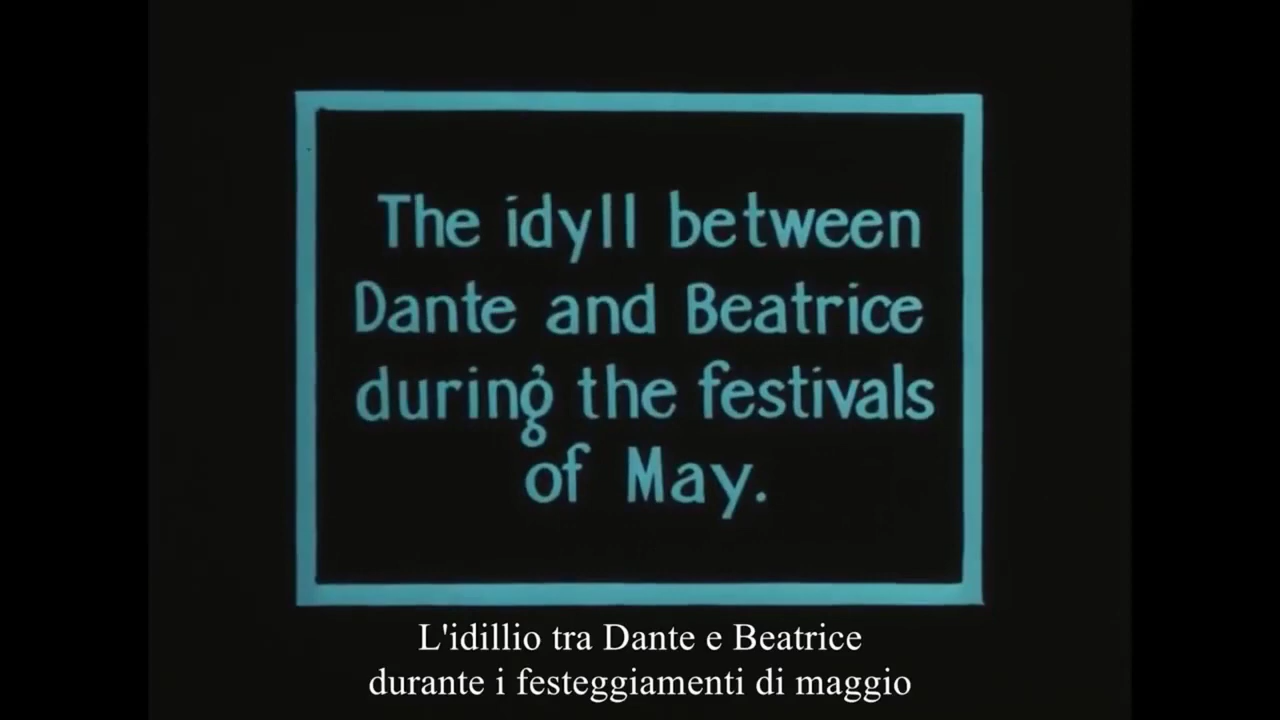 The idyll between
Dante and Beatrice
during the festivals
of May.
L'idillio tra Dante e Beatrice
durante i festeggiamenti di maggio